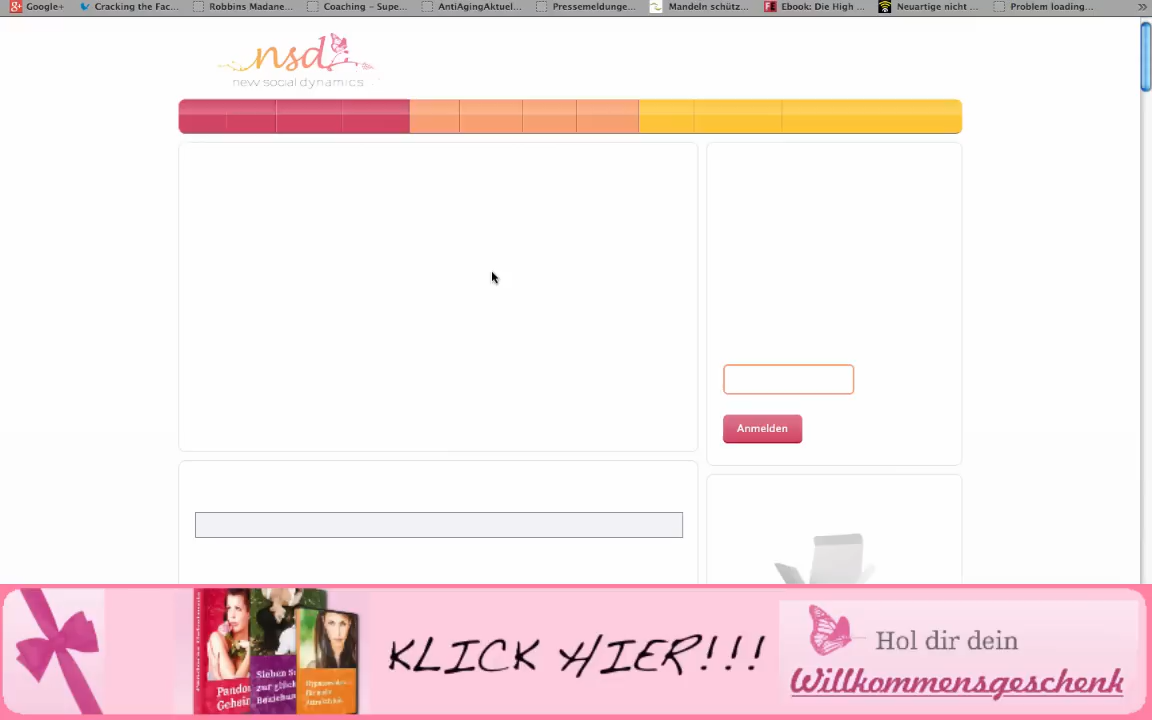 Google+ Cracking the Fac... Robbins Madane... Coaching – Supe... AntiAgingAktuel... Pressemeldunge... Mandeln schütz... Ebook: Die High ... Neuartige nicht ... Problem loading... »
nsd
new social dynamics
Anmelden
KLICK HIER!!!
Hol dir dein
Willkommensgeschenk